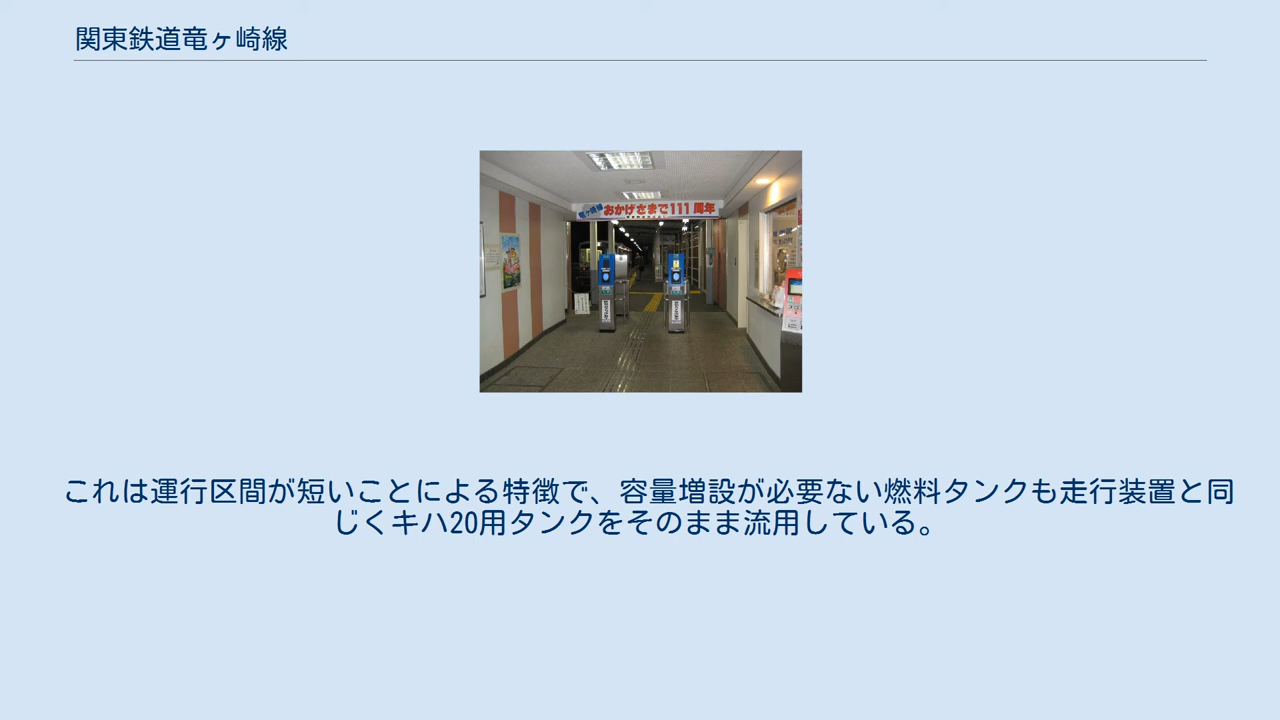 関東鉄道竜ヶ崎線
竜ヶ崎線 おかげさまで111周年
これは運行区間が短いことによる特徴で、容量増設が必要ない燃料タンクも走行装置と同
じくキハ20用タンクをそのまま流用している。